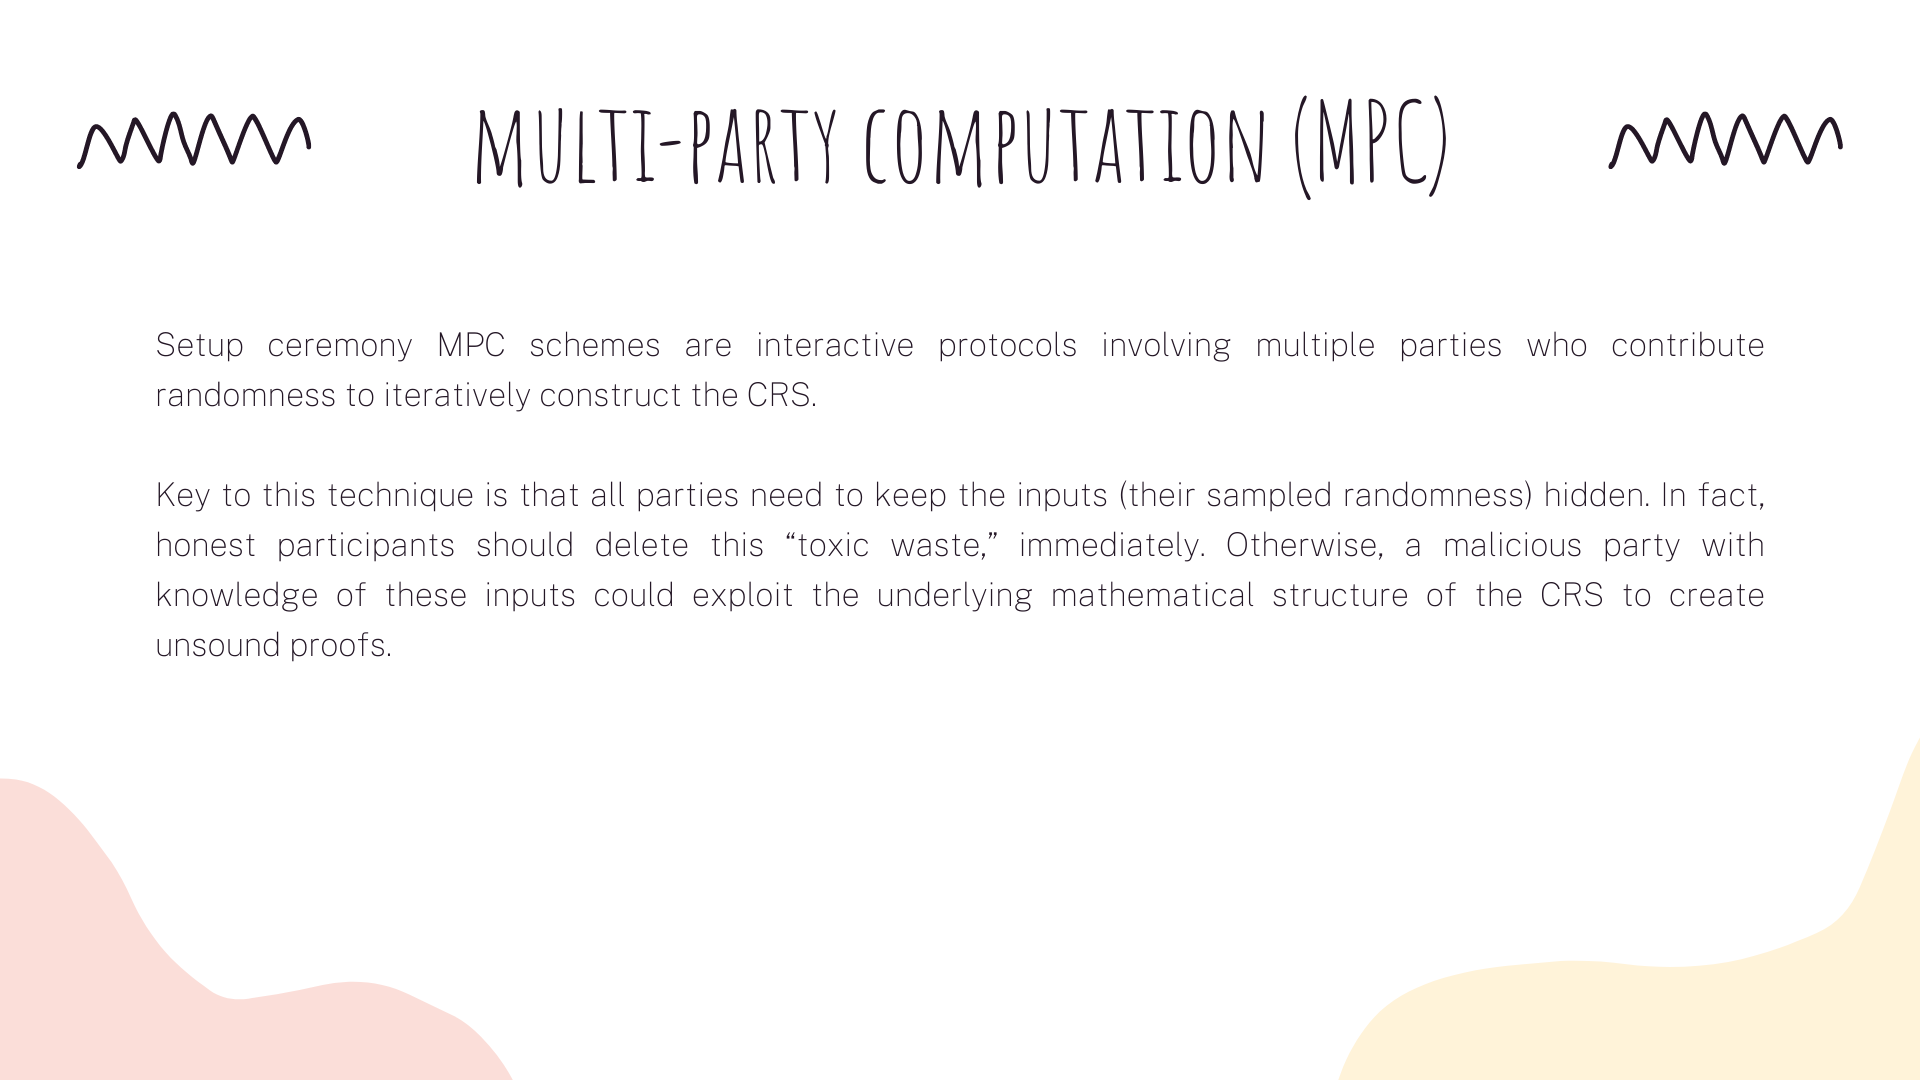 MULTI-PARTY COMPUTATION (MPC)
Setup ceremony MPC schemes are interactive protocols involving multiple parties who contribute
randomness to iteratively construct the CRS.
Key to this technique is that all parties need to keep the inputs (their sampled randomness) hidden. In fact,
honest participants should delete this “toxic waste,” immediately. Otherwise, a malicious party with
knowledge of these inputs could exploit the underlying mathematical structure of the CRS to create
unsound proofs.